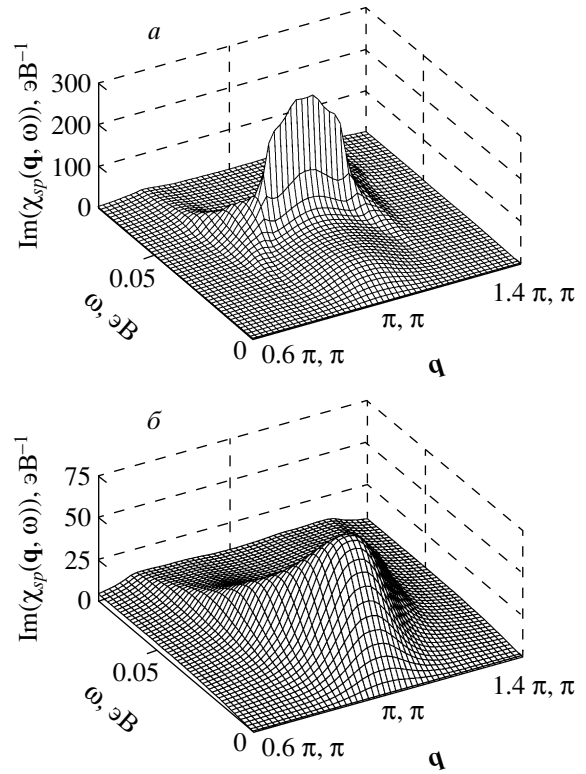 а
Im(χsp(q, ω)), эВ⁻¹
300
200
100
0
0.05
ω, эВ
0
0.6 π, π
π, π
1.4 π, π
q
б
Im(χsp(q, ω)), эВ⁻¹
75
50
25
0
0.05
ω, эВ
0
0.6 π, π
π, π
1.4 π, π
q